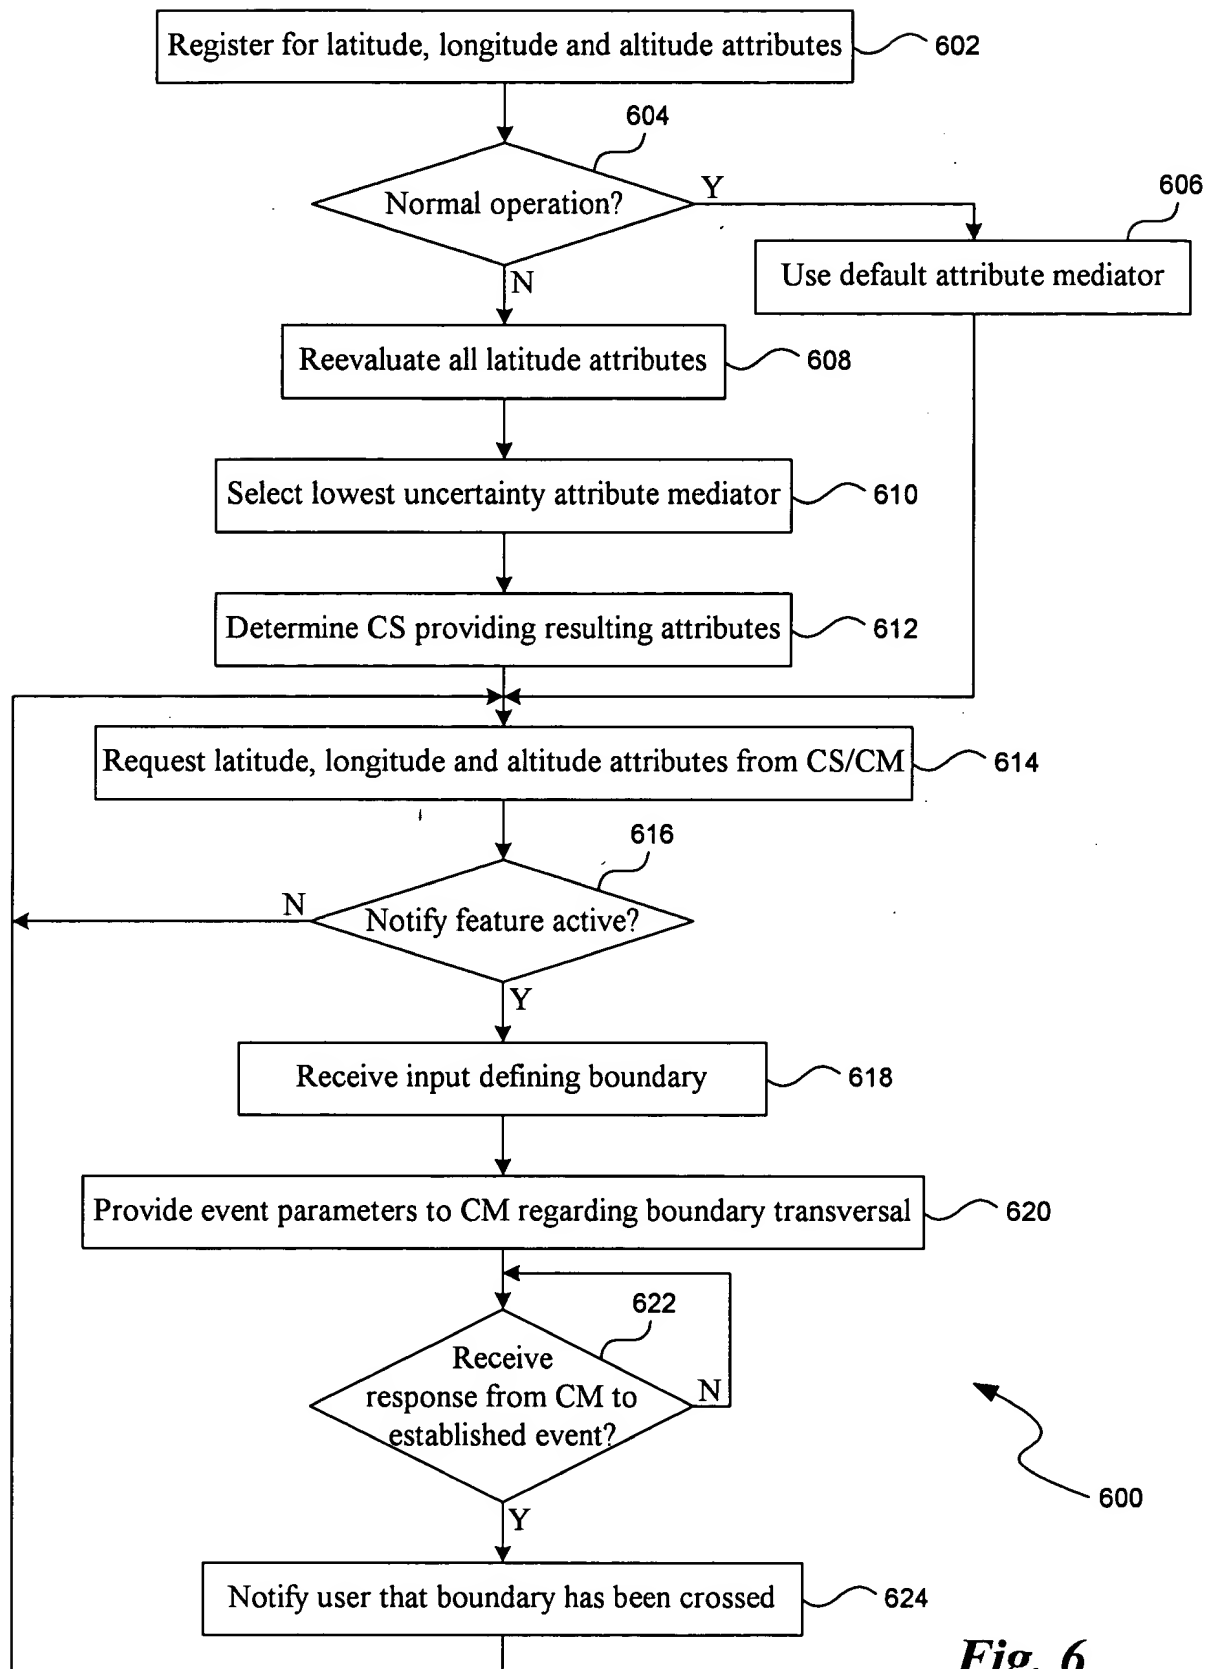 Register for latitude, longitude and altitude attributes
602
604
Normal operation?
Y
606
Use default attribute mediator
N
Reevaluate all latitude attributes
608
Select lowest uncertainty attribute mediator
610
Determine CS providing resulting attributes
612
Request latitude, longitude and altitude attributes from CS/CM
614
616
N
Notify feature active?
Y
Receive input defining boundary
618
Provide event parameters to CM regarding boundary transversal
620
622
Receive
response from CM to
established event?
N
600
Y
Notify user that boundary has been crossed
624
Fig. 6